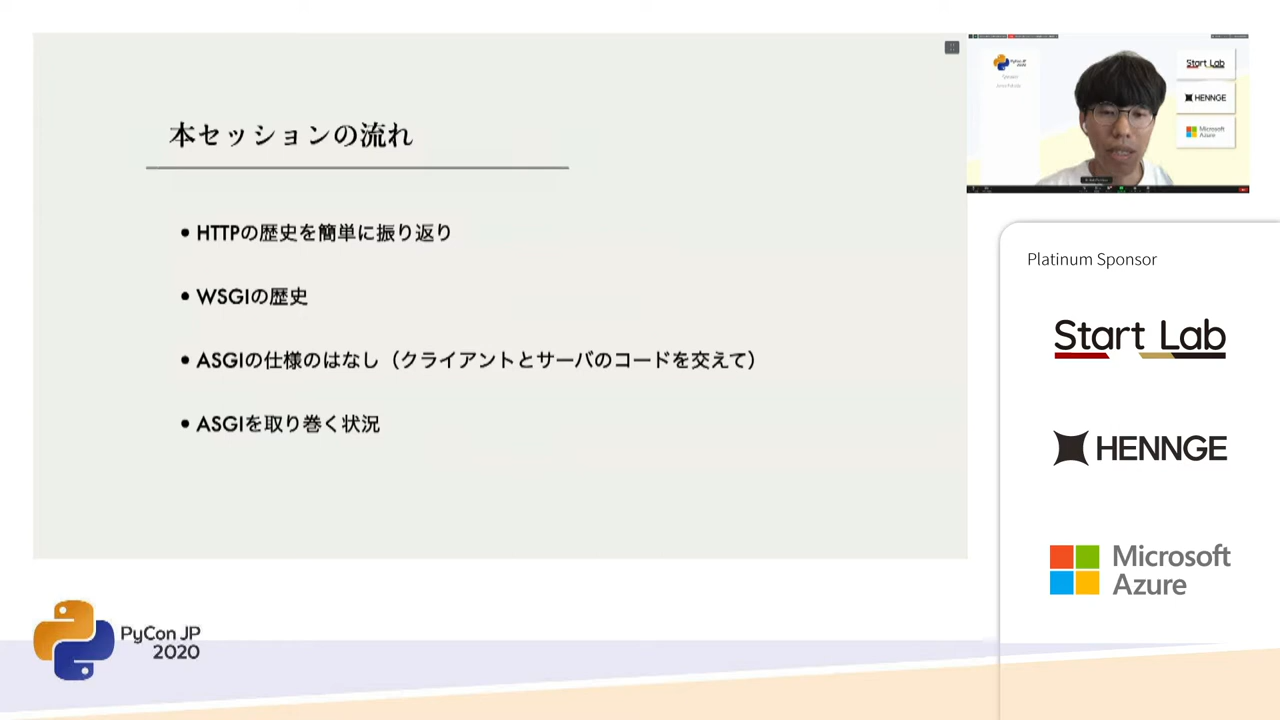 本セッションの流れ
• HTTPの歴史を簡単に振り返り
• WSGIの歴史
• ASGIの仕様のはなし（クライアントとサーバのコードを交えて）
• ASGIを取り巻く状況
PyCon JP
2020
Start Lab
HENNGE
Microsoft
Azure
Platinum Sponsor
Start Lab
HENNGE
Microsoft
Azure
PyCon JP
2020